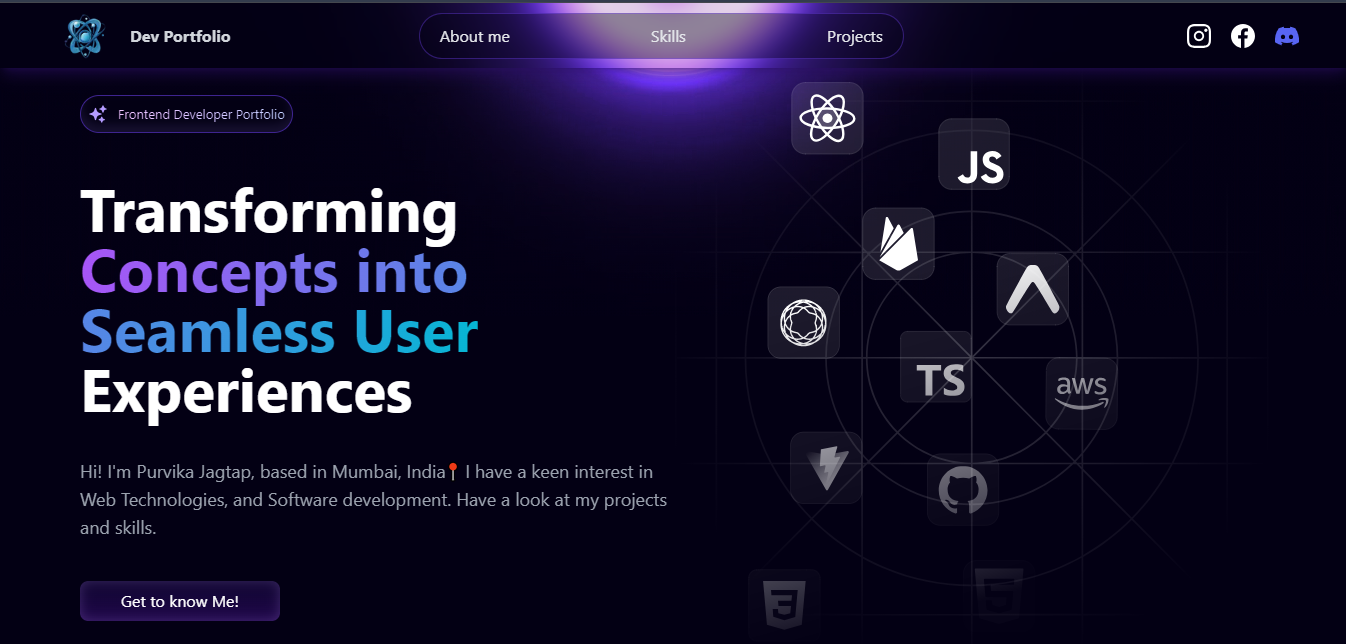 Dev Portfolio
About me
Skills
Projects
Frontend Developer Portfolio
Transforming
Concepts into
Seamless User
Experiences
Hi! I'm Purvika Jagtap, based in Mumbai, India📍 I have a keen interest in
Web Technologies, and Software development. Have a look at my projects
and skills.
Get to know Me!
JS
TS
aws
3
5